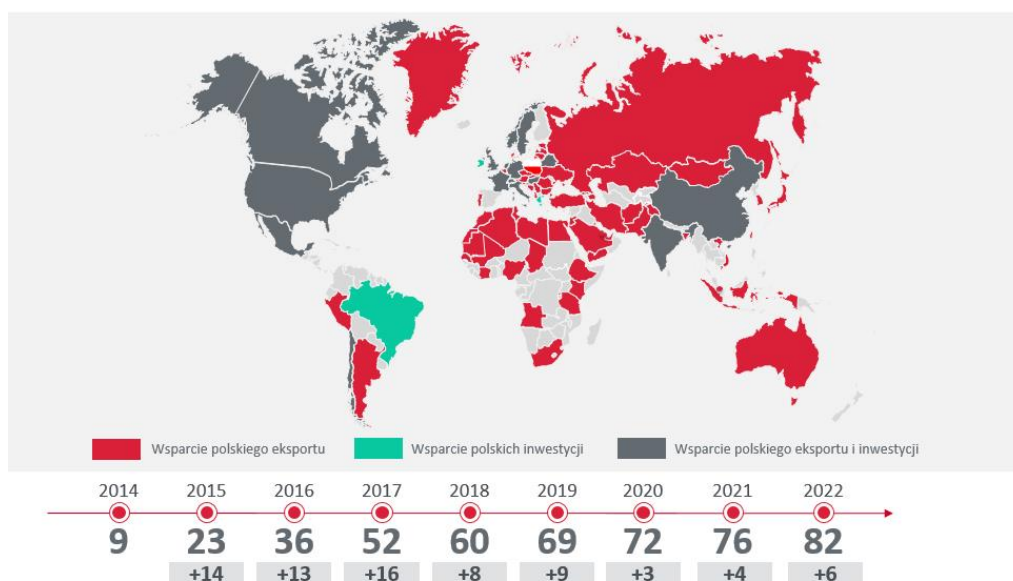 Wsparcie polskiego eksportu Wsparcie polskich inwestycji Wsparcie polskiego eksportu i inwestycji
2014 2015 2016 2017 2018 2019 2020 2021 2022
9 23 36 52 60 69 72 76 82
+14 +13 +16 +8 +9 +3 +4 +6